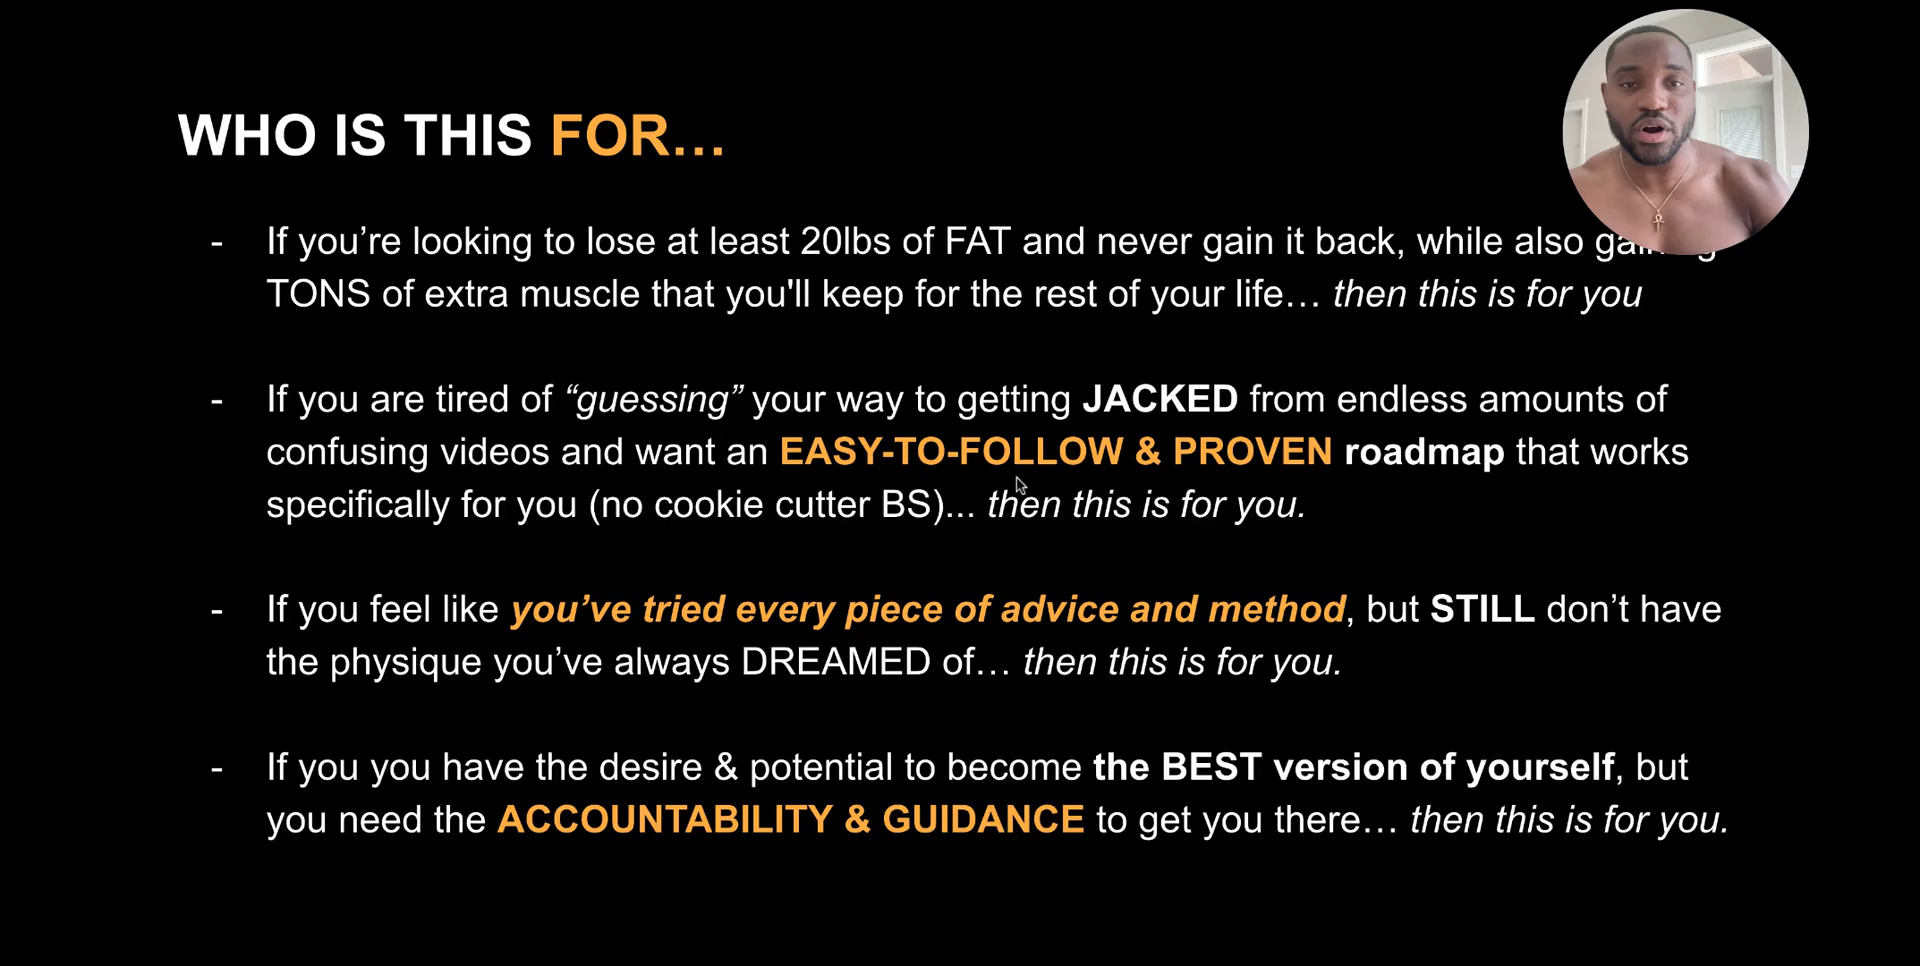 WHO IS THIS FOR…
- If you’re looking to lose at least 20lbs of FAT and never gain it back, while also
TONS of extra muscle that you'll keep for the rest of your life… then this is for you
- If you are tired of “guessing” your way to getting JACKED from endless amounts of
confusing videos and want an EASY-TO-FOLLOW & PROVEN roadmap that works
specifically for you (no cookie cutter BS)... then this is for you.
- If you feel like you’ve tried every piece of advice and method, but STILL don’t have
the physique you’ve always DREAMED of… then this is for you.
- If you you have the desire & potential to become the BEST version of yourself, but
you need the ACCOUNTABILITY & GUIDANCE to get you there… then this is for you.